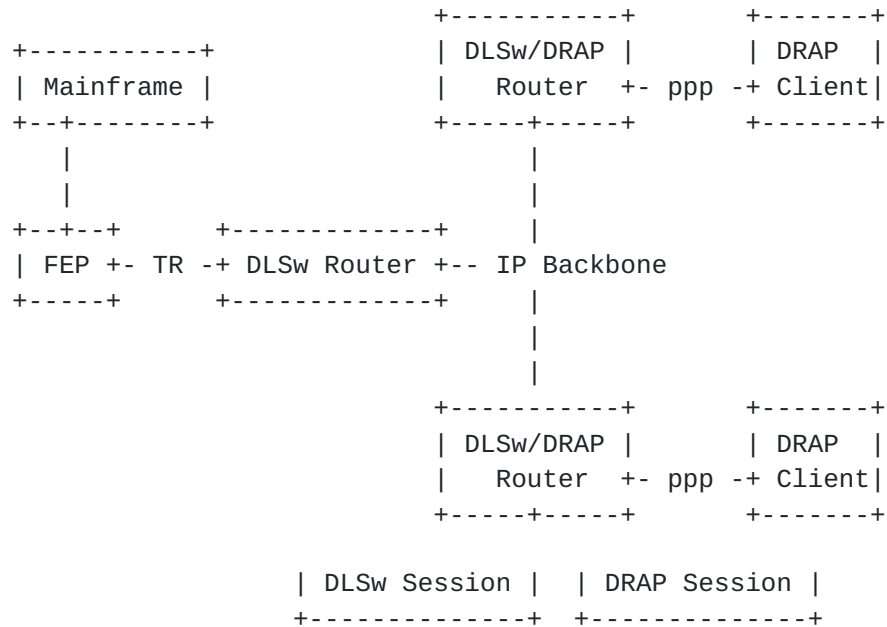 +-----------+       +-------+
+-----------+              | DLSw/DRAP |       | DRAP  |
| Mainframe |              |   Router  +- ppp -+ Client|
+--+--------+              +-----+-----+       +-------+
   |                             |
   |                             |
+--+--+      +-------------+     |
| FEP +- TR -+ DLSw Router +-- IP Backbone
+-----+      +-------------+     |
                                 |
                                 |
                           +-----------+       +-------+
                           | DLSw/DRAP |       | DRAP  |
                           |   Router  +- ppp -+ Client|
                           +-----+-----+       +-------+

                  | DLSw Session |  | DRAP Session |
                  +-------------+  +--------------+